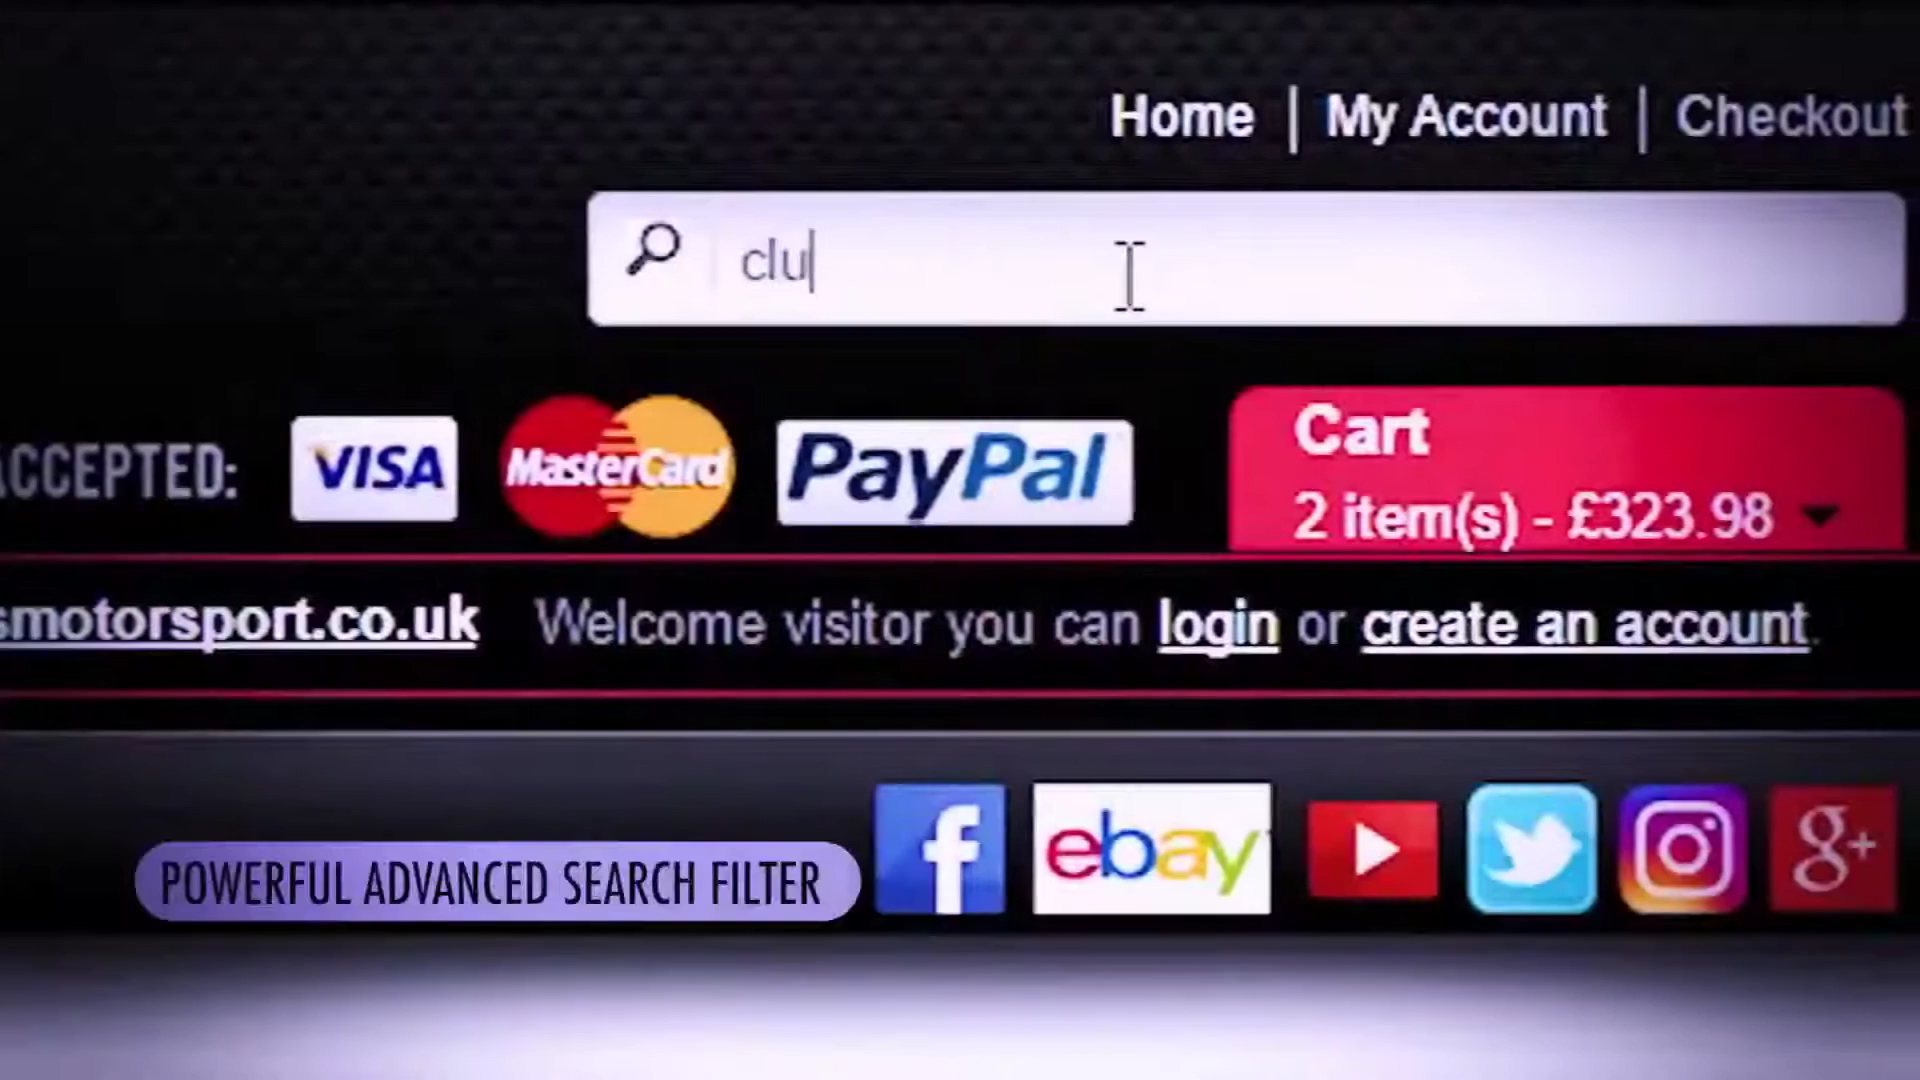 Home | My Account | Checkout
clu
ACCEPTED: VISA MasterCard PayPal
Cart
2 item(s) - £323.98
smotorsport.co.uk Welcome visitor you can login or create an account.
POWERFUL ADVANCED SEARCH FILTER
f ebay g+